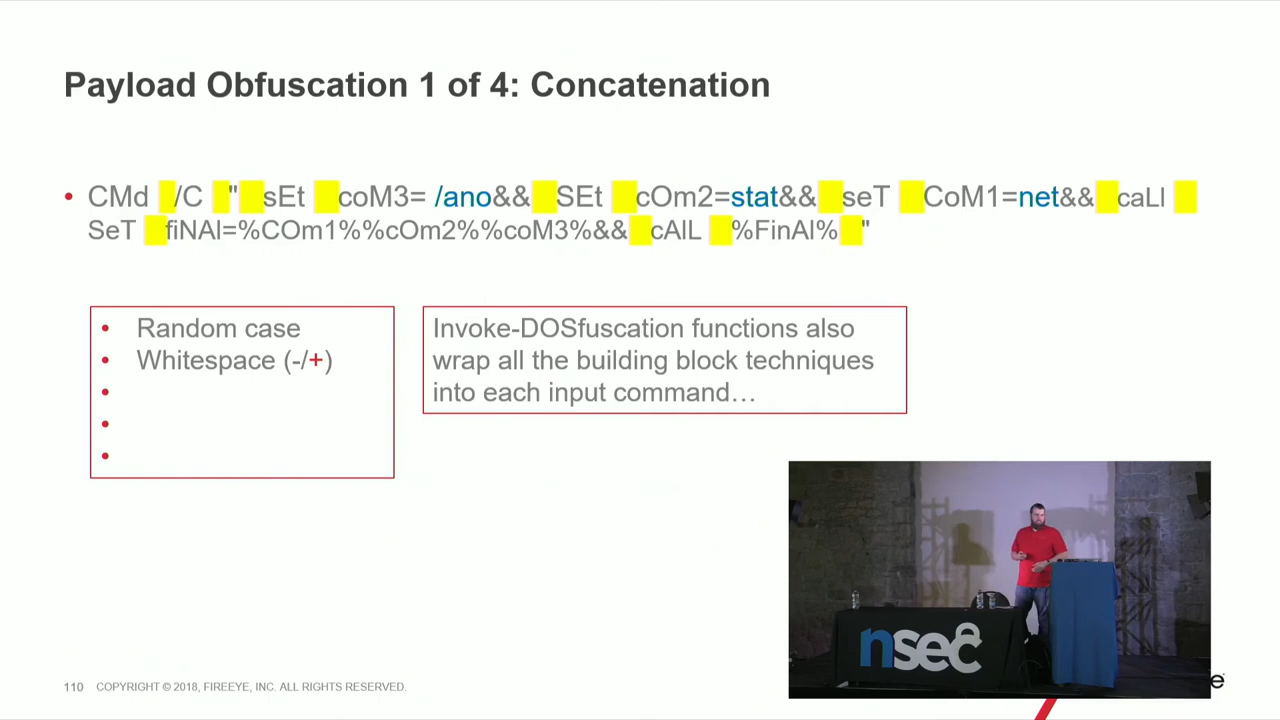 Payload Obfuscation 1 of 4: Concatenation
• CMd /C " sEt coM3= /ano&& SEt cOm2=stat&& seT CoM1=net&& caLl
SeT fiNAl=%COm1%%cOm2%%coM3%&& cAlL %FinAl% "
• Random case
• Whitespace (-/+)
•
•
•
Invoke-DOSfuscation functions also
wrap all the building block techniques
into each input command…
nsec
110 COPYRIGHT © 2018, FIREEYE, INC. ALL RIGHTS RESERVED.